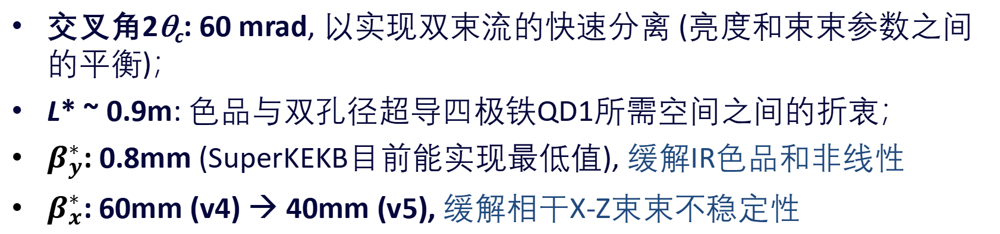 • 交叉角2θc: 60 mrad, 以实现双束流的快速分离 (亮度和束束参数之间
的平衡);
• L* ~ 0.9m: 色品与双孔径超导四极铁QD1所需空间之间的折衷;
• β*y: 0.8mm (SuperKEKB目前能实现最低值), 缓解IR色品和非线性
• β*x: 60mm (v4) → 40mm (v5), 缓解相干X-Z束束不稳定性